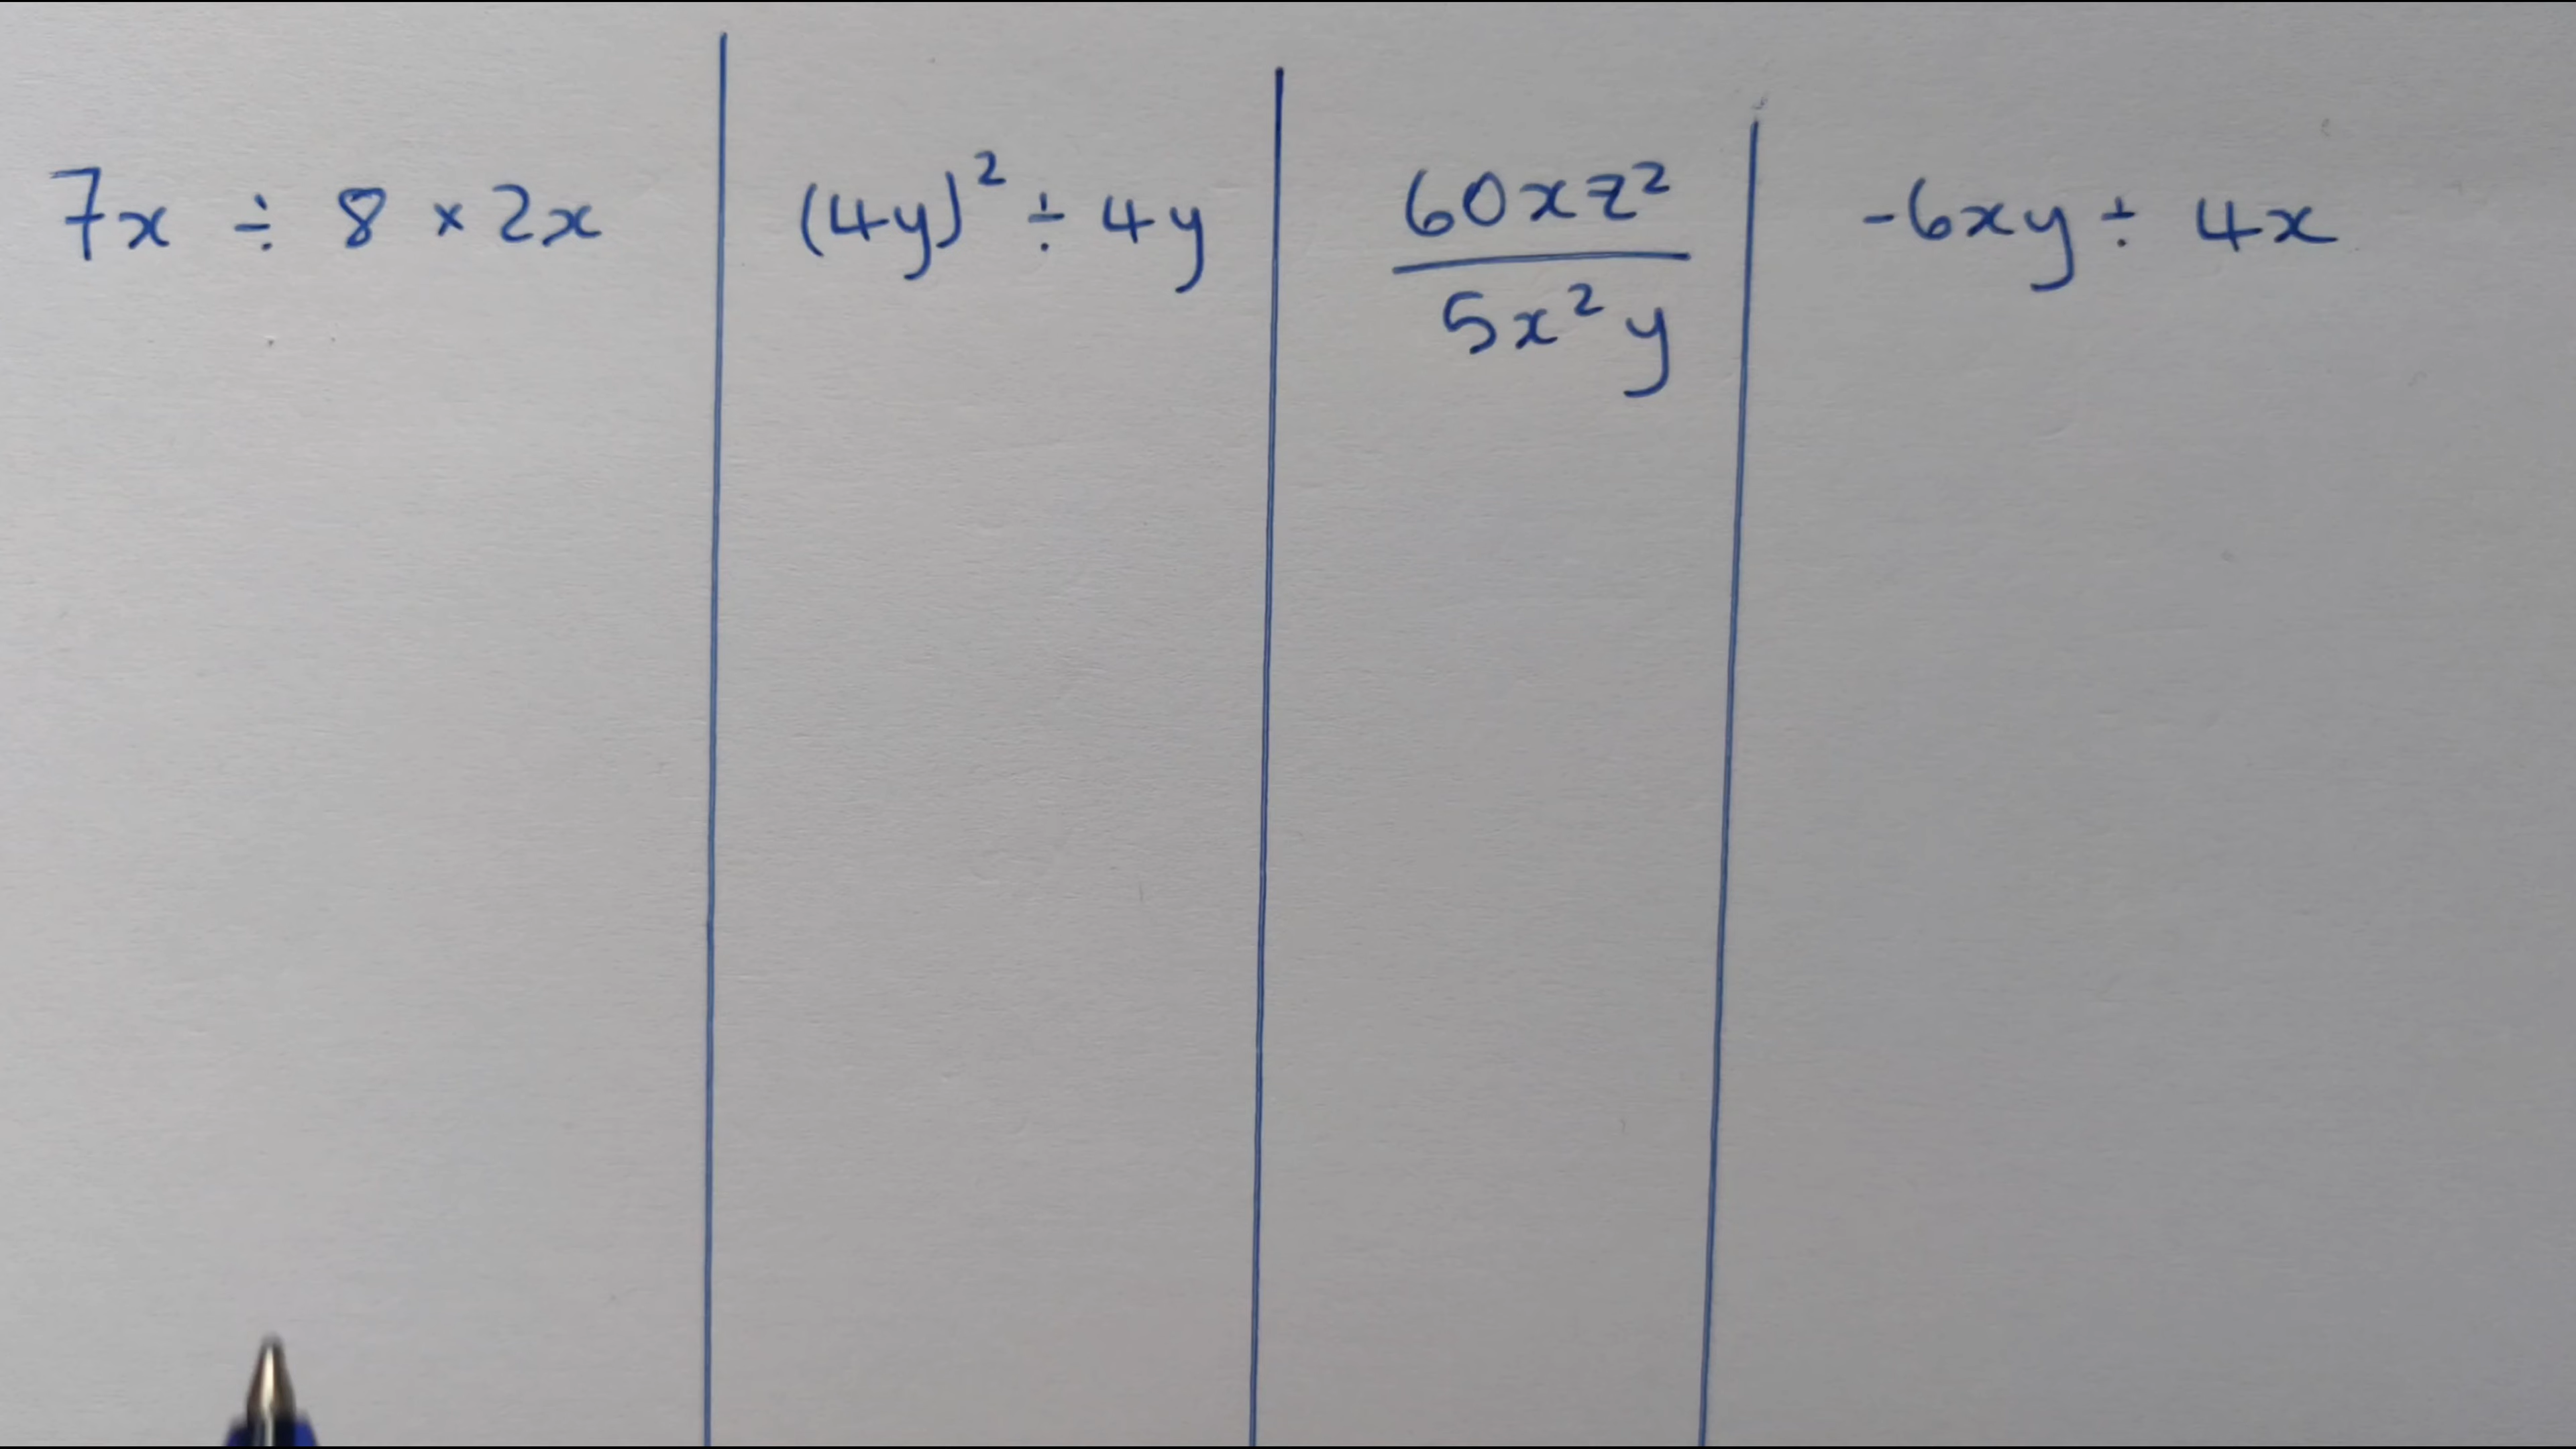 7x ÷ 8 × 2x
(4y)² ÷ 4y
60xz²
5x²y
-6xy ÷ 4x